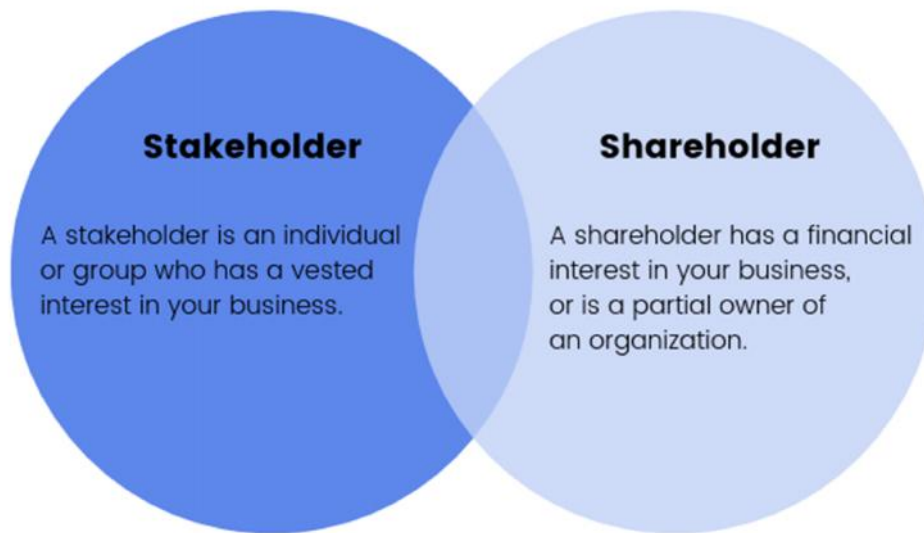 Stakeholder
A stakeholder is an individual
or group who has a vested
interest in your business.
Shareholder
A shareholder has a financial
interest in your business,
or is a partial owner of
an organization.